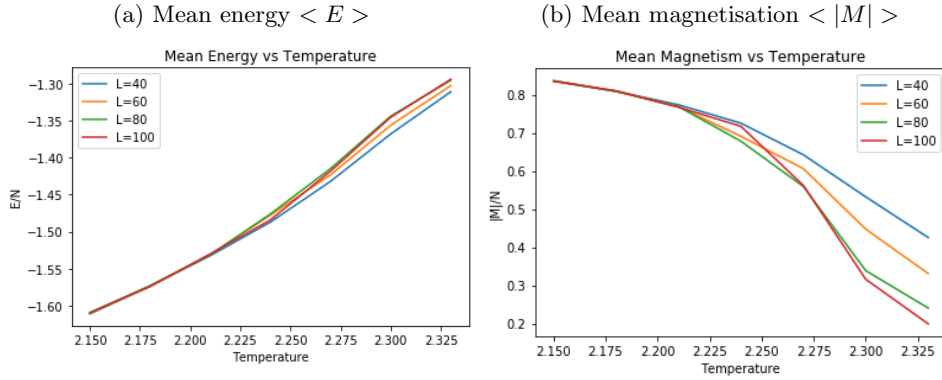 (a) Mean energy < E >
Mean Energy vs Temperature
L=40
L=60
L=80
L=100
E/N
−1.30
−1.35
−1.40
−1.45
−1.50
−1.55
−1.60
2.150 2.175 2.200 2.225 2.250 2.275 2.300 2.325
Temperature
(b) Mean magnetisation < |M| >
Mean Magnetism vs Temperature
L=40
L=60
L=80
L=100
|M|/N
0.8
0.7
0.6
0.5
0.4
0.3
0.2
2.150 2.175 2.200 2.225 2.250 2.275 2.300 2.325
Temperature